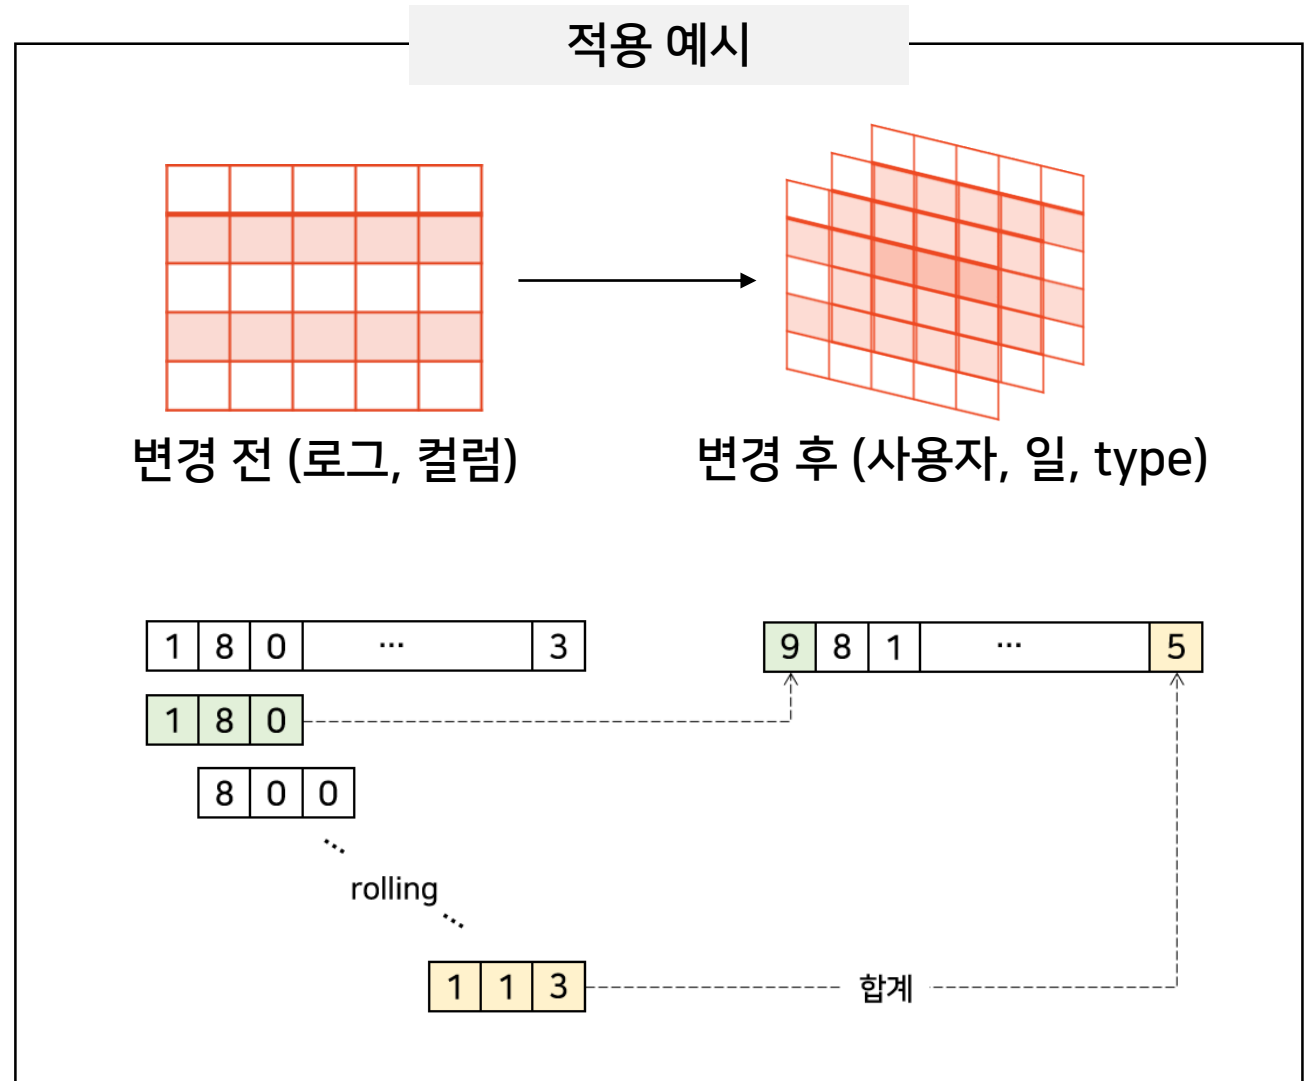 적용 예시
변경 전 (로그, 컬럼)
변경 후 (사용자, 일, type)
1 8 0 ... 3
9 8 1 ... 5
1 8 0
8 0 0
...
rolling
...
1 1 3
합계